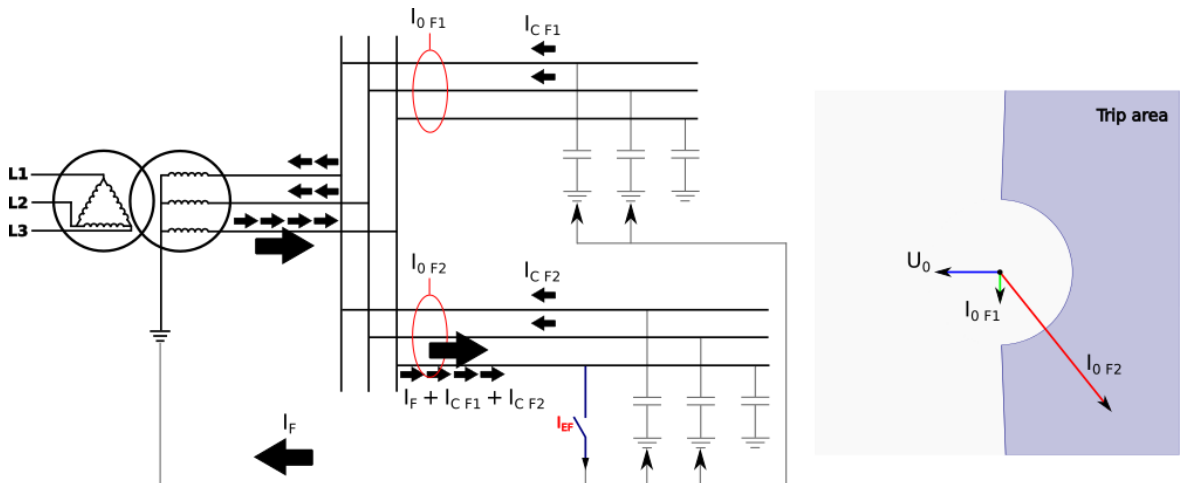 I0 F1
IC F1
L1
L2
L3
I0 F2
IC F2
IF + IC F1 + IC F2
IEF
IF
Trip area
U0
I0 F1
I0 F2